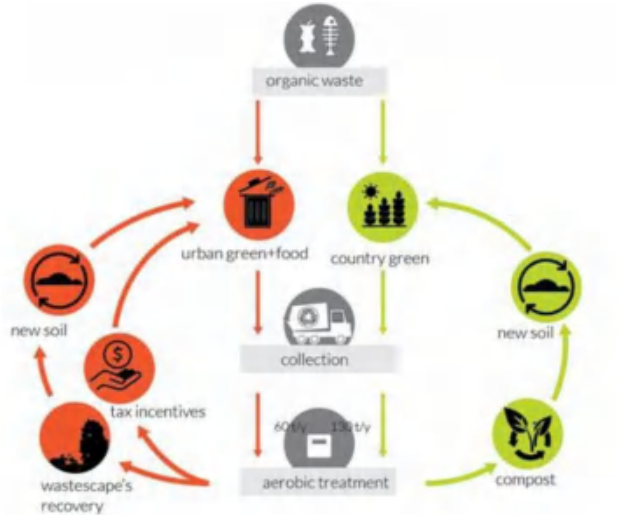 organic waste
urban green+food
country green
new soil
new soil
collection
tax incentives
60 t/y
130 t/y
wastescape's
recovery
aerobic treatment
compost